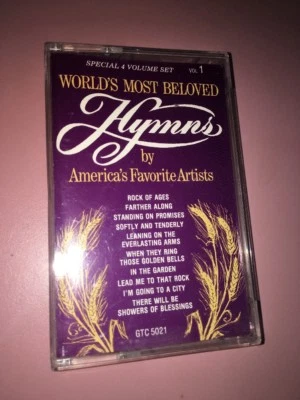 SPECIAL 4 VOLUME SET VOL. 1
WORLD'S MOST BELOVED
Hymns
by
America's Favorite Artists
ROCK OF AGES
FARTHER ALONG
STANDING ON PROMISES
SOFTLY AND TENDERLY
LEANING ON THE
EVERLASTING ARMS
WHEN THEY RING
THOSE GOLDEN BELLS
IN THE GARDEN
LEAD ME TO THAT ROCK
I'M GOING TO A CITY
THERE WILL BE
SHOWERS OF BLESSINGS
GTC 5021